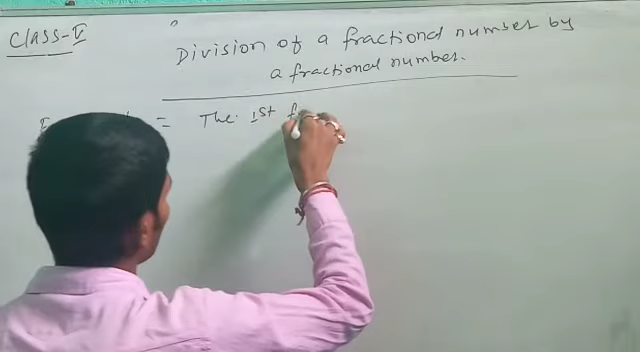 Class-V
Division of a fractional number by
a fractional number.
= The 1st f